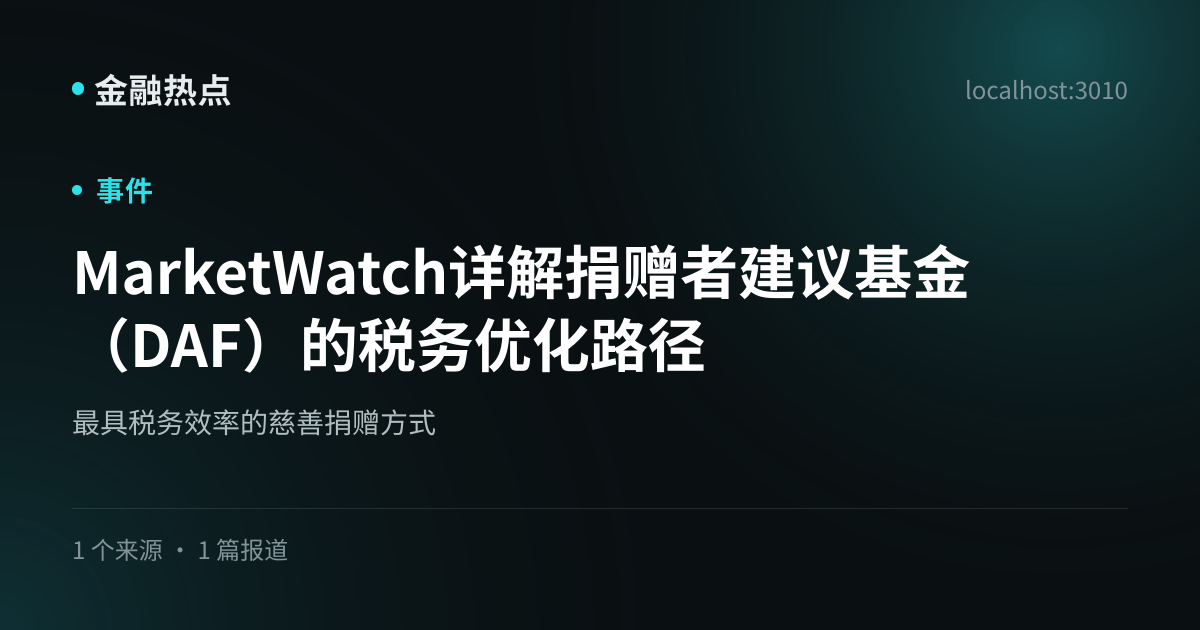 金融热点
localhost:3010
事件
MarketWatch详解捐赠者建议基金
（DAF）的税务优化路径
最具税务效率的慈善捐赠方式
1 个来源 · 1 篇报道